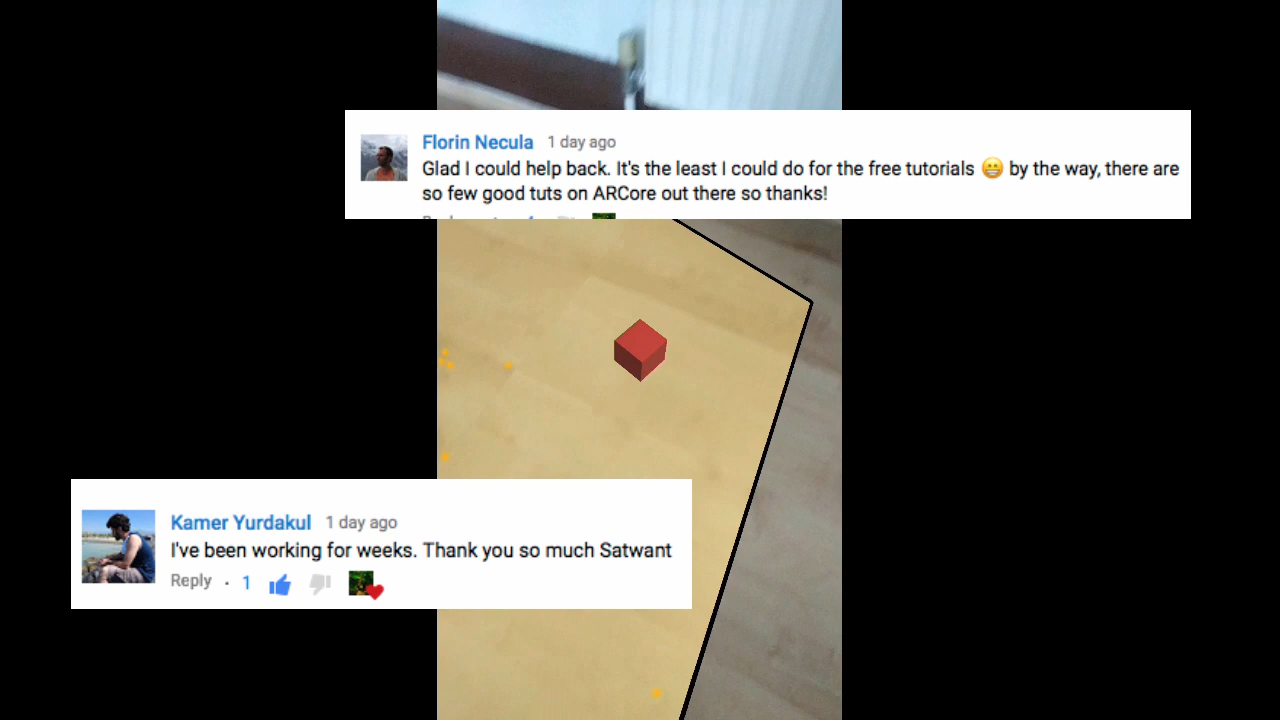 Florin Necula 1 day ago
Glad I could help back. It's the least I could do for the free tutorials 😁 by the way, there are
so few good tuts on ARCore out there so thanks!
Kamer Yurdakul 1 day ago
I've been working for weeks. Thank you so much Satwant
Reply · 1